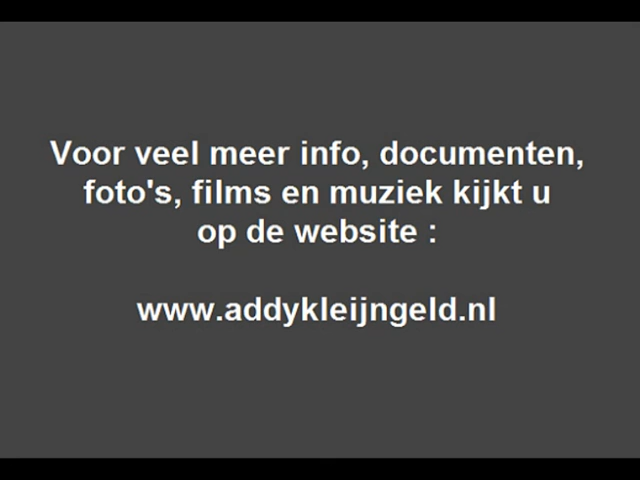 Voor veel meer info, documenten,
foto's, films en muziek kijkt u
op de website :
www.addykleijngeld.nl